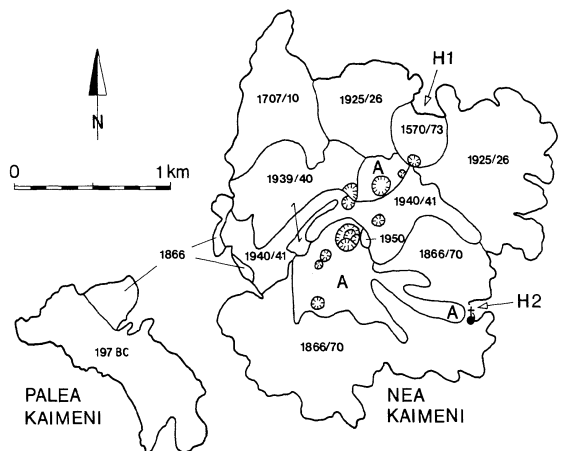 H1
1707/10
1925/26
1570/73
N
1925/26
A
0
1 km
1939/40
1940/41
1950
1866
1940/41
1866/70
A
A
H2
197 BC
1866/70
PALEA
KAIMENI
NEA
KAIMENI